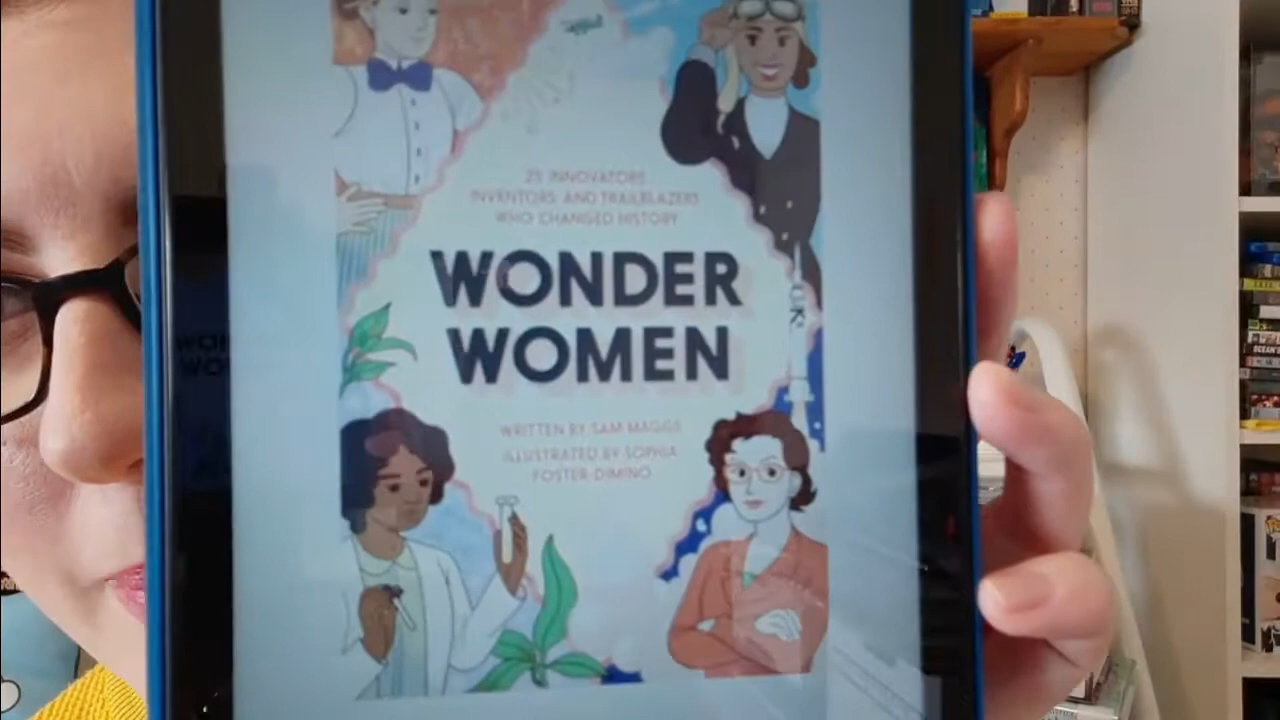 25 INNOVATORS
INVENTORS AND TRAILBLAZERS
WHO CHANGED HISTORY
WONDER
WOMEN
WRITTEN BY SAM MAGGS
ILLUSTRATED BY SOPHIA
FOSTER-DIMINO